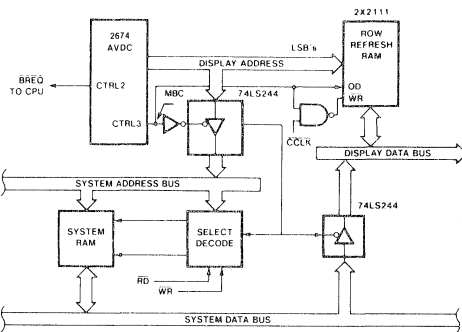 2X2111
2674
AVDC
LSB's
ROW
REFRESH
RAM
DISPLAY ADDRESS
BREQ
TO CPU
CTRL2
MBC
74LS244
OD
WR
CTRL3
CCLK
DISPLAY DATA BUS
SYSTEM ADDRESS BUS
74LS244
SYSTEM
RAM
SELECT
DECODE
RD
WR
SYSTEM DATA BUS